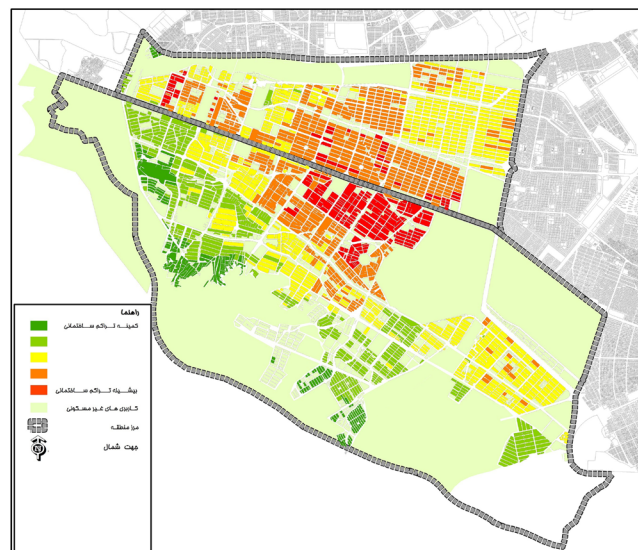 راهنما
کمینه تراکم ساختمانی
بیشینه تراکم ساختمانی
کاربری های غیر مسکونی
مرز منطقه
جهت شمال
N